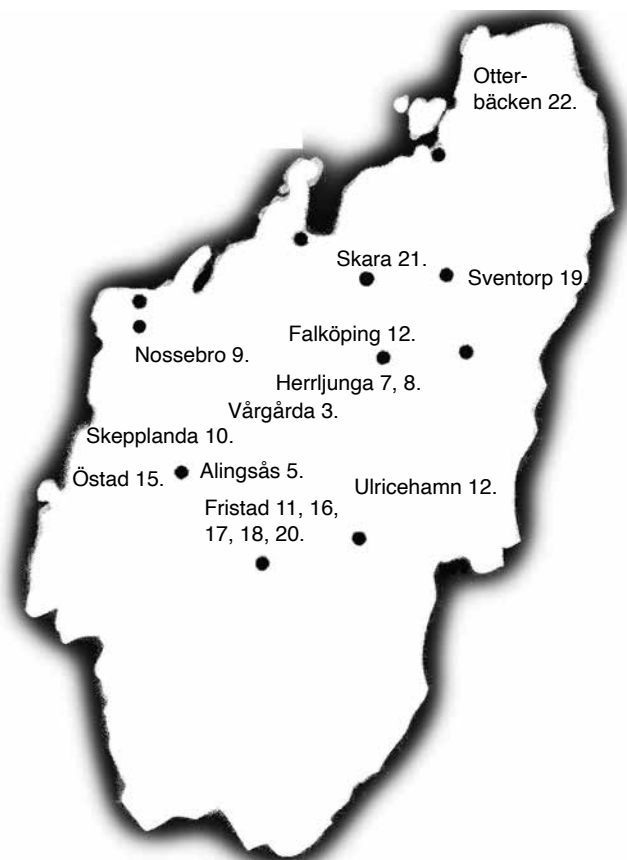 Otter-
bäcken 22.
Skara 21.
Sventorp 19.
Falköping 12.
Nossebro 9.
Herrljunga 7, 8.
Vårgårda 3.
Skepplanda 10.
Östad 15.
Alingsås 5.
Ulricehamn 12.
Fristad 11, 16,
17, 18, 20.